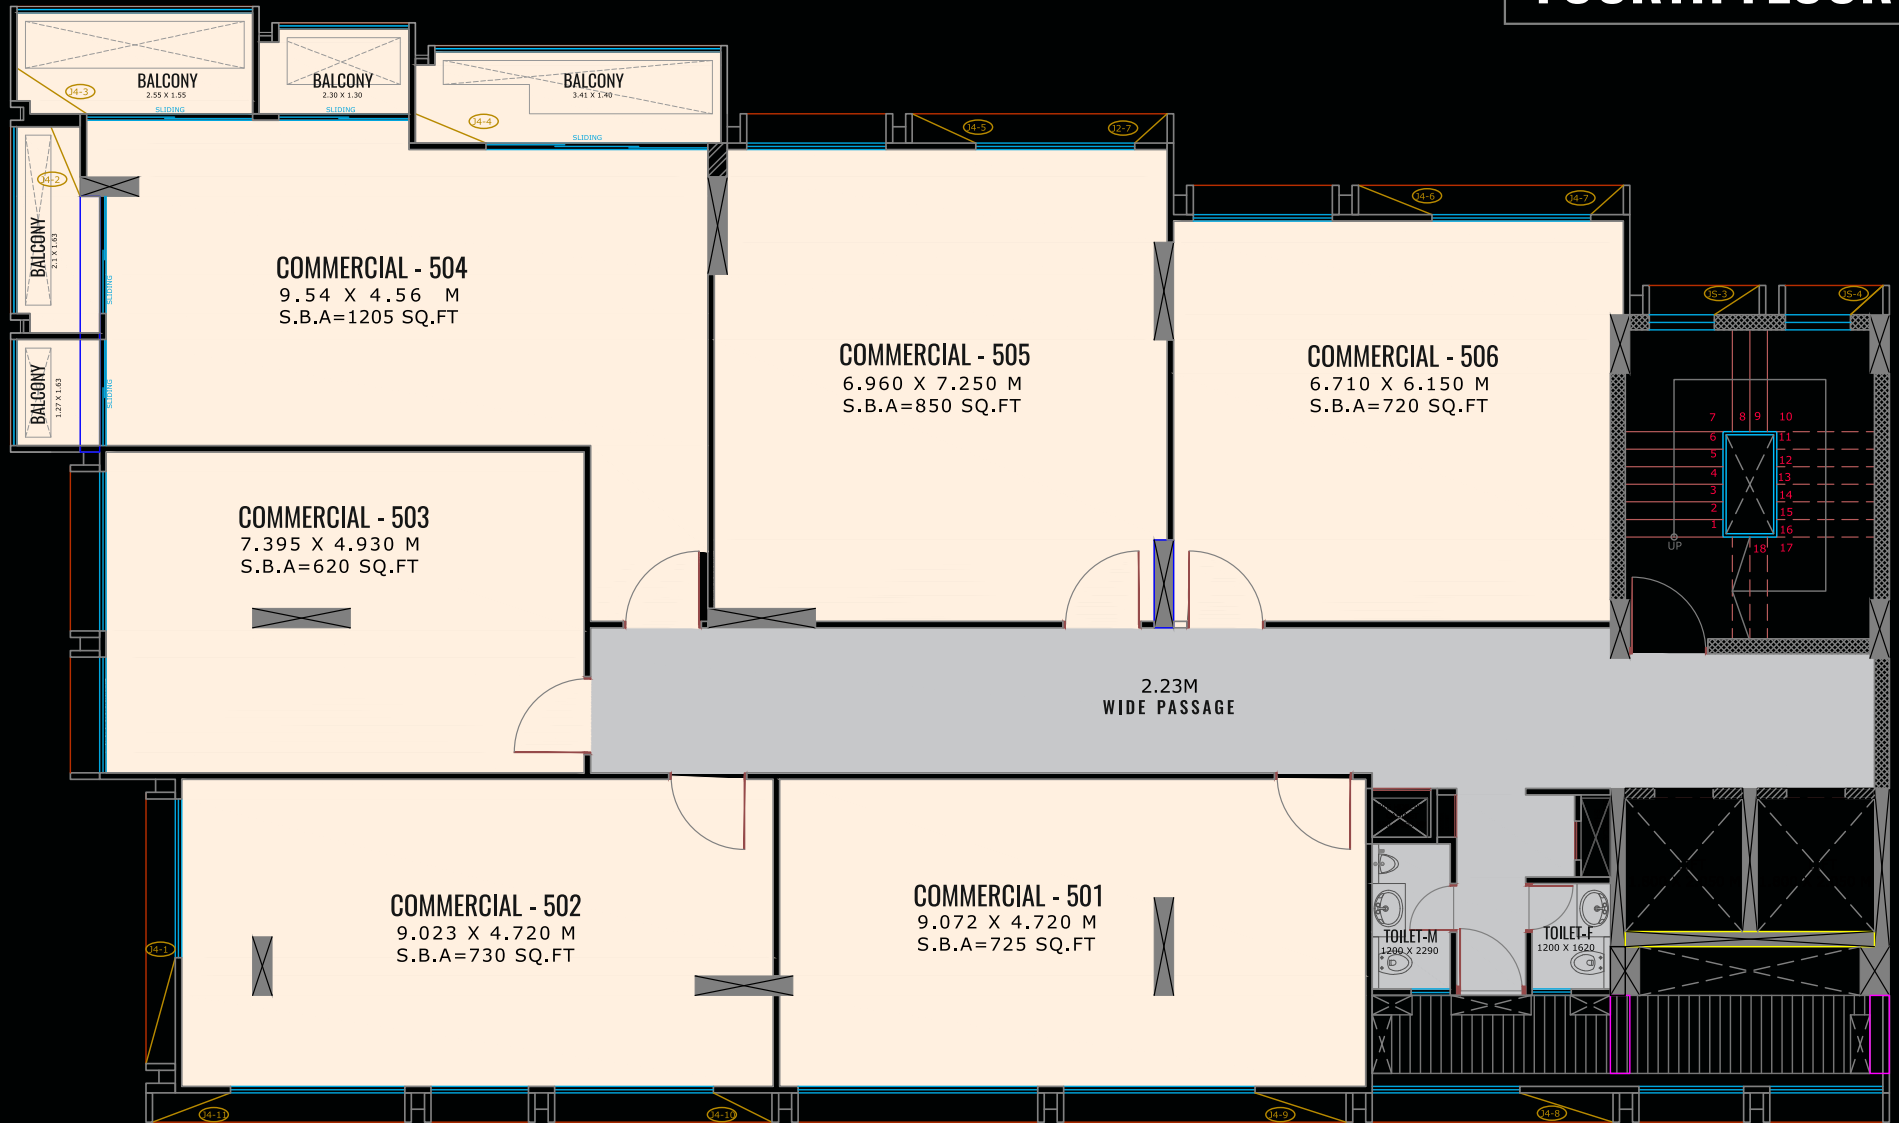 FOURTH FLOOR
BALCONY
2.55 X 1.55
SLIDING
BALCONY
2.30 X 1.30
SLIDING
BALCONY
3.41 X 1.40
SLIDING
J4-3
J4-4
J4-5
J2-7
J4-2
J4-6
J4-7
BALCONY
2.1 X 1.63
SLIDING
BALCONY
1.27 X 1.63
SLIDING
COMMERCIAL - 504
9.54 X 4.56 M
S.B.A=1205 SQ.FT
COMMERCIAL - 505
6.960 X 7.250 M
S.B.A=850 SQ.FT
COMMERCIAL - 506
6.710 X 6.150 M
S.B.A=720 SQ.FT
JS-3
JS-4
7
8
9
10
6
11
5
12
4
13
3
14
2
15
1
16
18
17
UP
COMMERCIAL - 503
7.395 X 4.930 M
S.B.A=620 SQ.FT
2.23M
WIDE PASSAGE
COMMERCIAL - 502
9.023 X 4.720 M
S.B.A=730 SQ.FT
COMMERCIAL - 501
9.072 X 4.720 M
S.B.A=725 SQ.FT
TOILET-M
1200 X 2290
TOILET-F
1200 X 1620
J4-1
J4-11
J4-10
J4-9
J4-8